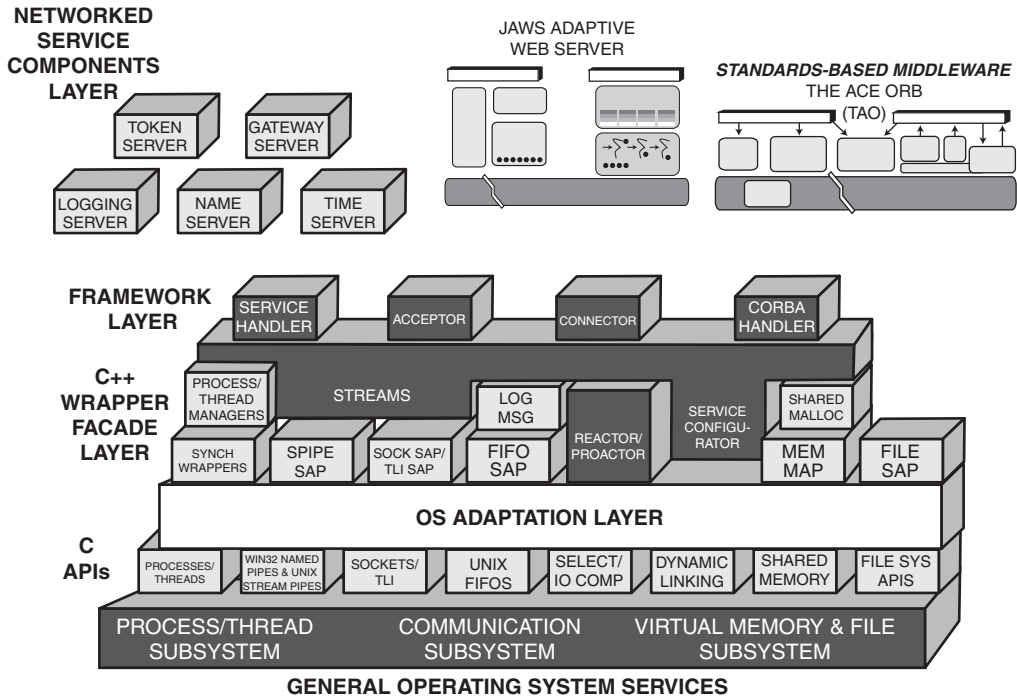 NETWORKED
SERVICE
COMPONENTS
LAYER
JAWS ADAPTIVE
WEB SERVER
STANDARDS-BASED MIDDLEWARE
THE ACE ORB
(TAO)
TOKEN
SERVER
GATEWAY
SERVER
LOGGING
SERVER
NAME
SERVER
TIME
SERVER
FRAMEWORK
LAYER
SERVICE
HANDLER
ACCEPTOR
CONNECTOR
CORBA
HANDLER
C++
WRAPPER
FACADE
LAYER
PROCESS/
THREAD
MANAGERS
STREAMS
LOG
MSG
REACTOR/
PROACTOR
SERVICE
CONFIGU-
RATOR
SHARED
MALLOC
SYNCH
WRAPPERS
SPIPE
SAP
SOCK SAP/
TLI SAP
FIFO
SAP
MEM
MAP
FILE
SAP
OS ADAPTATION LAYER
C
APIs
PROCESSES/
THREADS
WIN32 NAMED
PIPES & UNIX
STREAM PIPES
SOCKETS/
TLI
UNIX
FIFOS
SELECT/
IO COMP
DYNAMIC
LINKING
SHARED
MEMORY
FILE SYS
APIS
PROCESS/THREAD
SUBSYSTEM
COMMUNICATION
SUBSYSTEM
VIRTUAL MEMORY & FILE
SUBSYSTEM
GENERAL OPERATING SYSTEM SERVICES